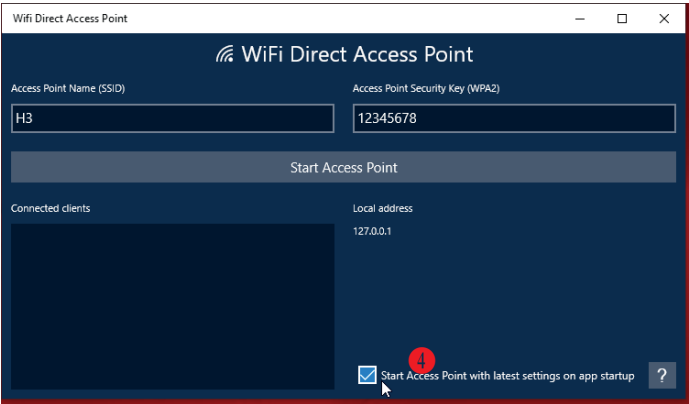 Wifi Direct Access Point
WiFi Direct Access Point
Access Point Name (SSID)
Access Point Security Key (WPA2)
H3
12345678
Start Access Point
Connected clients
Local address
127.0.0.1
4
Start Access Point with latest settings on app startup
?